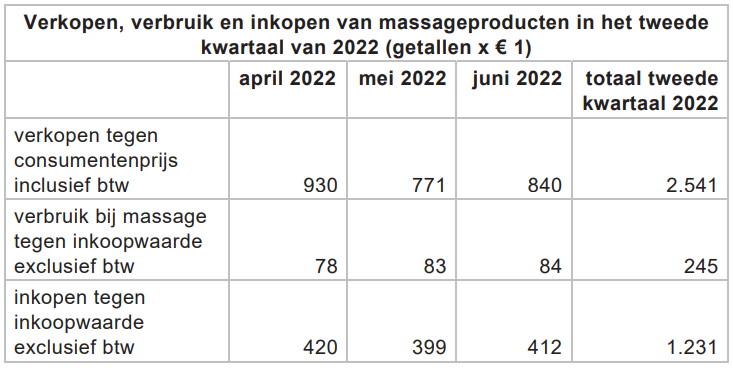 Verkopen, verbruik en inkopen van massageproducten in het tweede
kwartaal van 2022 (getallen x € 1)
april 2022 mei 2022 juni 2022 totaal tweede
kwartaal 2022
verkopen tegen
consumentenprijs
inclusief btw 930 771 840 2.541
verbruik bij massage
tegen inkoopwaarde
exclusief btw 78 83 84 245
inkopen tegen
inkoopwaarde
exclusief btw 420 399 412 1.231